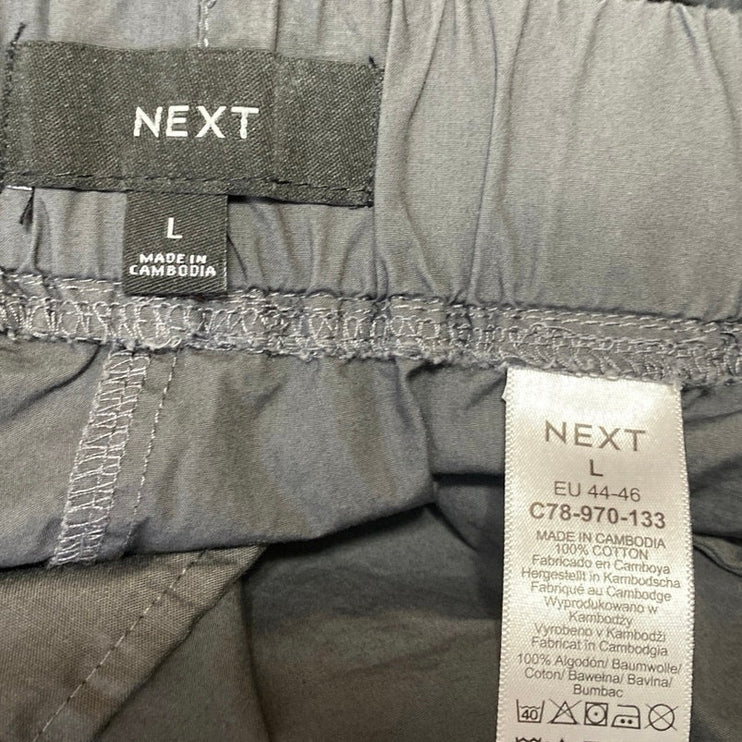 NEXT
L
MADE IN
CAMBODIA
NEXT
L
EU 44-46
C78-970-133
MADE IN CAMBODIA
100% COTTON
Fabricado en Camboya
Hergestellt in Kambodscha
Fabriqué au Cambodge
Wyprodukowano w
Kambodży
Vyrobeno v Kambodži
Fabricat in Cambodgia
100% Algodón/ Baumwolle/
Coton/ Bawełna/ Bavlna/
Bumbac
40